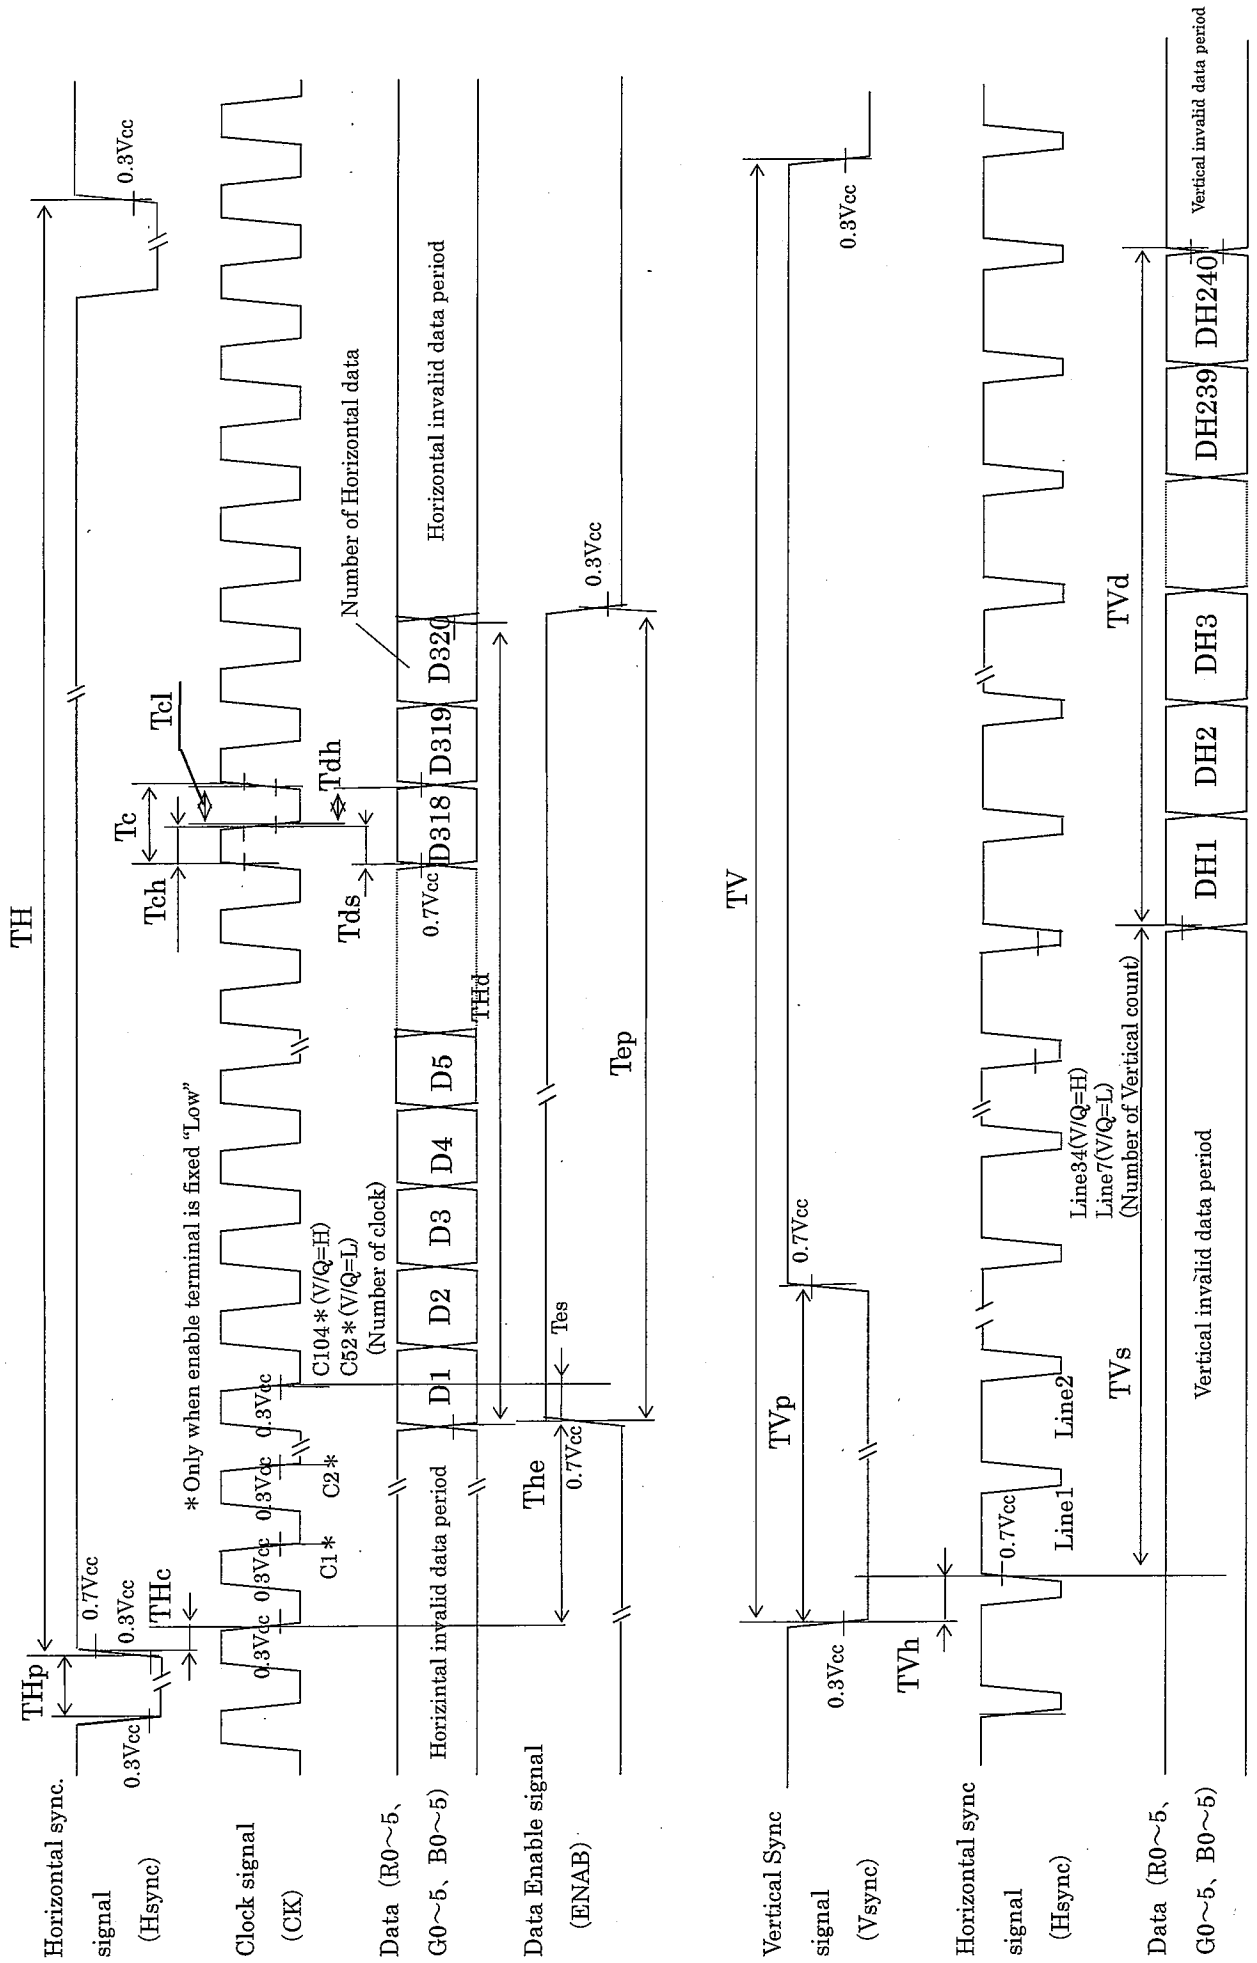 Horizontal sync.
signal
(Hsync)
THp
TH
0.3Vcc
0.7Vcc
0.3Vcc
THc
0.3Vcc
*Only when enable terminal is fixed “Low”
Clock signal
(CK)
0.3Vcc
0.3Vcc
0.3Vcc
0.3Vcc
C1*
C2*
C104*(V/Q=H)
C52*(V/Q=L)
(Number of clock)
Tch
Tc
Tcl
Tds
Tdh
Number of Horizontal data
Data (R0~5、
G0~5、B0~5)
Horizintal invalid data period
D1
D2
D3
D4
D5
0.7Vcc
D318
D319
D320
Horizontal invalid data period
THd
Data Enable signal
(ENAB)
The
0.7Vcc
Tes
Tep
0.3Vcc
Vertical Sync
signal
(Vsync)
TV
TVp
0.3Vcc
0.7Vcc
0.3Vcc
TVh
Horizontal sync
signal
(Hsync)
0.7Vcc
Line1
Line2
Line34(V/Q=H)
Line7(V/Q=L)
(Number of Vertical count)
TVs
TVd
Data (R0~5、
G0~5、B0~5)
Vertical invalid data period
DH1
DH2
DH3
DH239
DH240
Vertical invalid data period